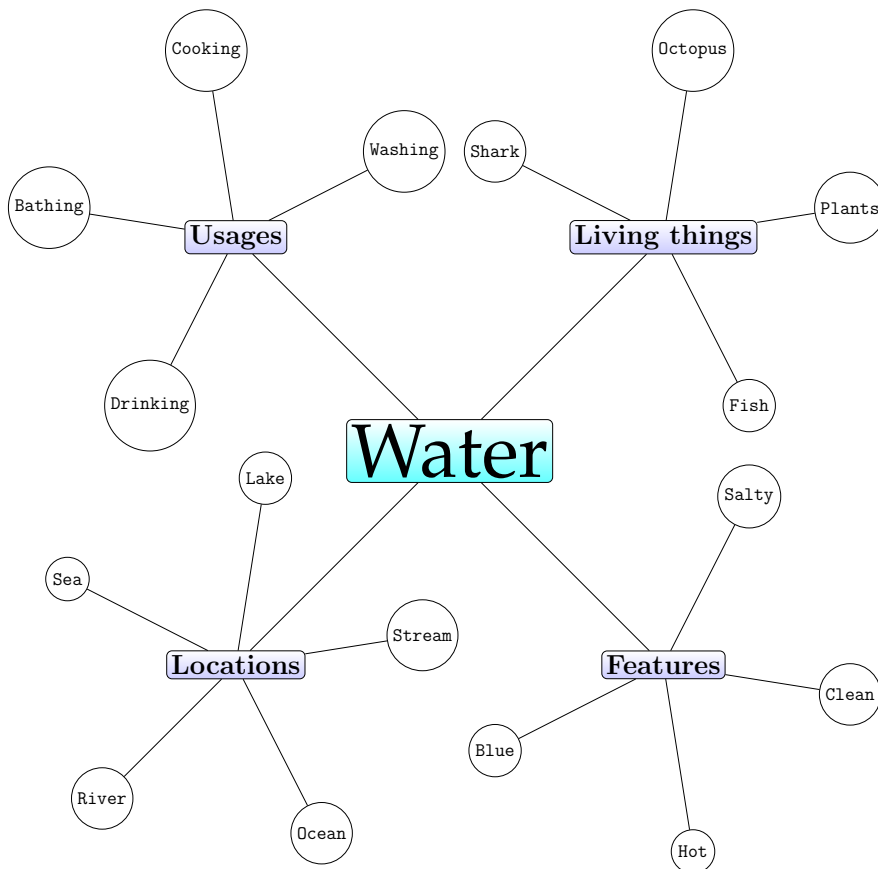 Cooking
Octopus
Washing
Shark
Bathing
Plants
Usages
Living things
Drinking
Fish
Water
Lake
Salty
Sea
Stream
Locations
Features
Clean
Blue
River
Ocean
Hot